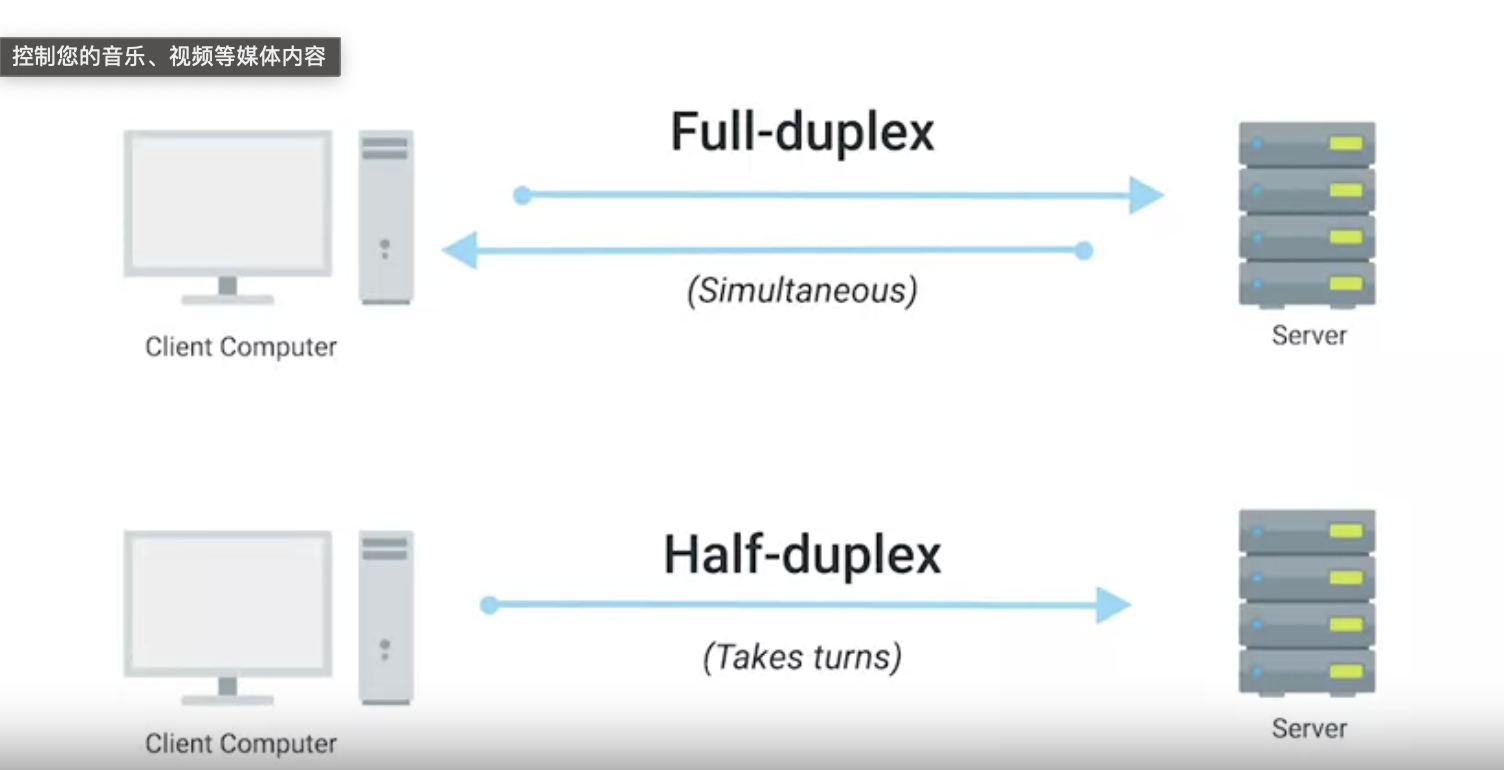 控制您的音乐、视频等媒体内容
Full-duplex
(Simultaneous)
Client Computer
Server
Half-duplex
(Takes turns)
Client Computer
Server